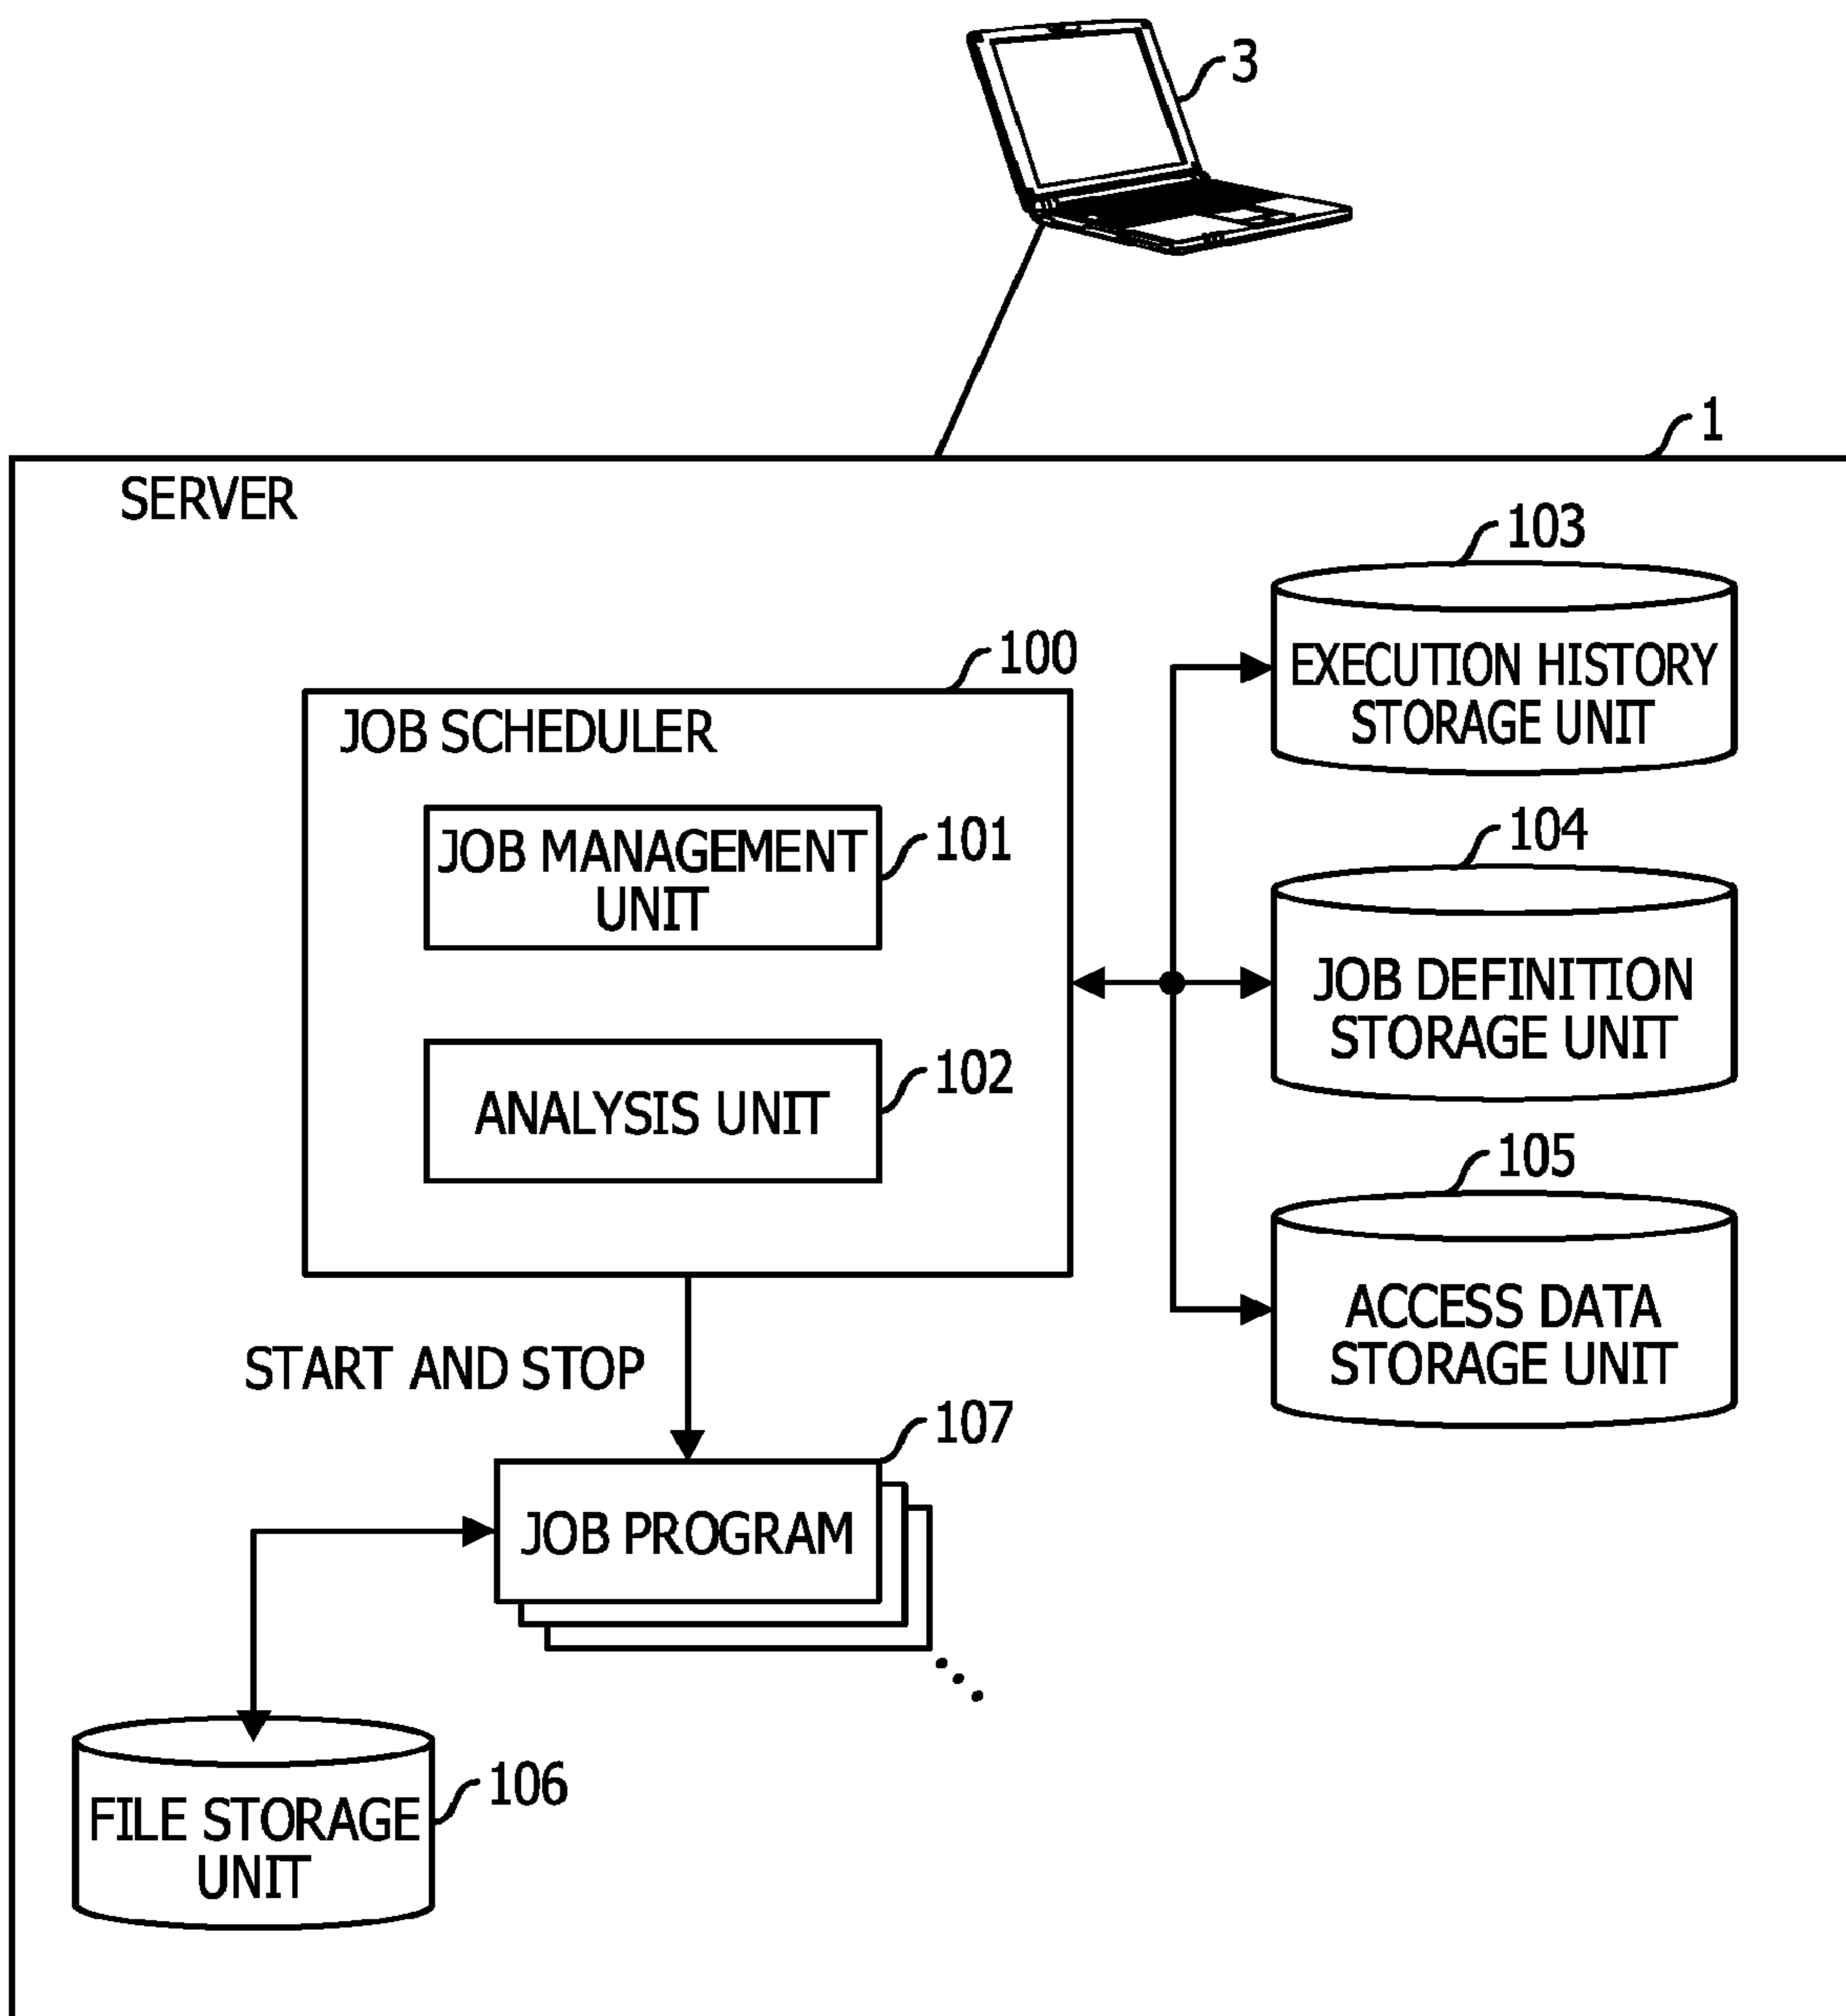 3
1
SERVER
103
EXECUTION HISTORY
STORAGE UNIT
100
JOB SCHEDULER
101
JOB MANAGEMENT
UNIT
104
JOB DEFINITION
STORAGE UNIT
102
ANALYSIS UNIT
105
ACCESS DATA
STORAGE UNIT
START AND STOP
107
JOB PROGRAM
106
FILE STORAGE
UNIT